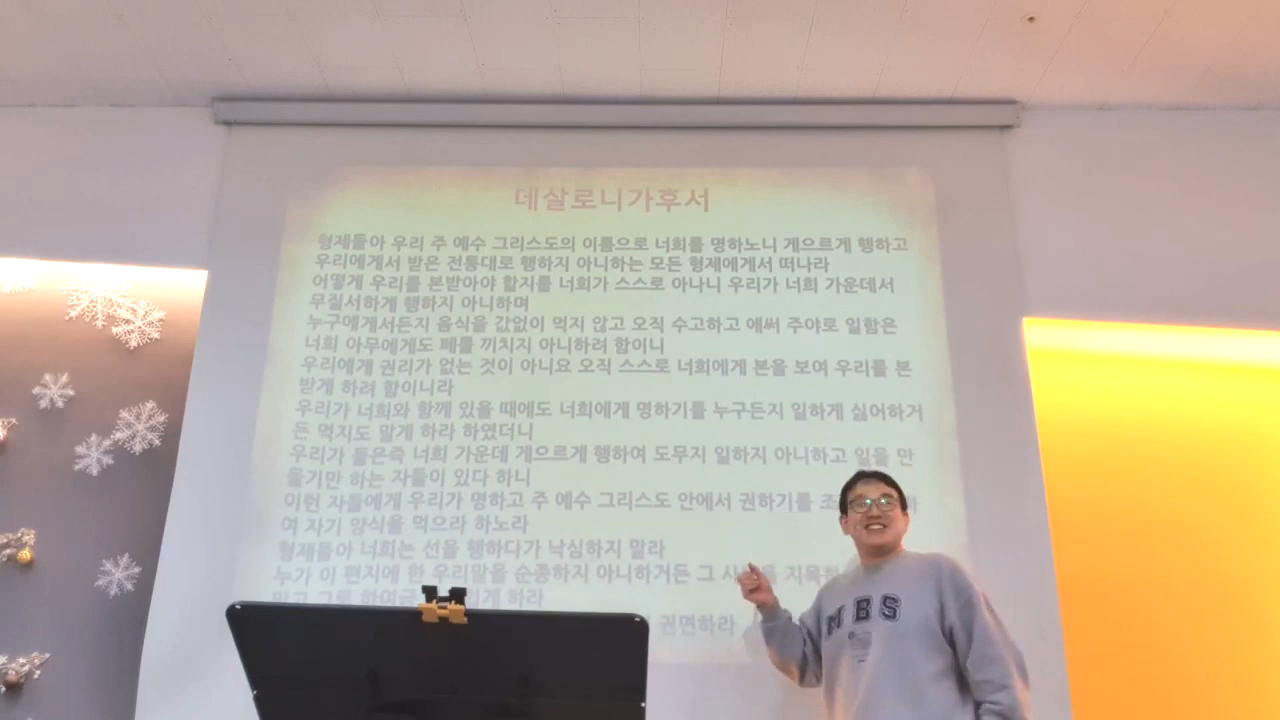 데살로니가후서
형제들아 우리 주 예수 그리스도의 이름으로 너희를 명하노니 게으르게 행하고
우리에게서 받은 전통대로 행하지 아니하는 모든 형제에게서 떠나라
어떻게 우리를 본받아야 할지를 너희가 스스로 아나니 우리가 너희 가운데서
무질서하게 행하지 아니하며
누구에게서든지 음식을 값없이 먹지 않고 오직 수고하고 애써 주야로 일함은
너희 아무에게도 폐를 끼치지 아니하려 함이니
우리에게 권리가 없는 것이 아니요 오직 스스로 너희에게 본을 보여 우리를 본
받게 하려 함이니라
우리가 너희와 함께 있을 때에도 너희에게 명하기를 누구든지 일하게 싫어하거
든 먹지도 말게 하라 하였더니
우리가 들은즉 너희 가운데 게으르게 행하여 도무지 일하지 아니하고 일을 만
들기만 하는 자들이 있다 하니
이런 자들에게 우리가 명하고 주 예수 그리스도 안에서 권하기를
여 자기 양식을 먹으라 하노라
형제들아 너희는 선을 행하다가 낙심하지 말라
누가 이 편지에 한 우리말을 순종하지 아니하거든 그
하라
권면하라
MBS